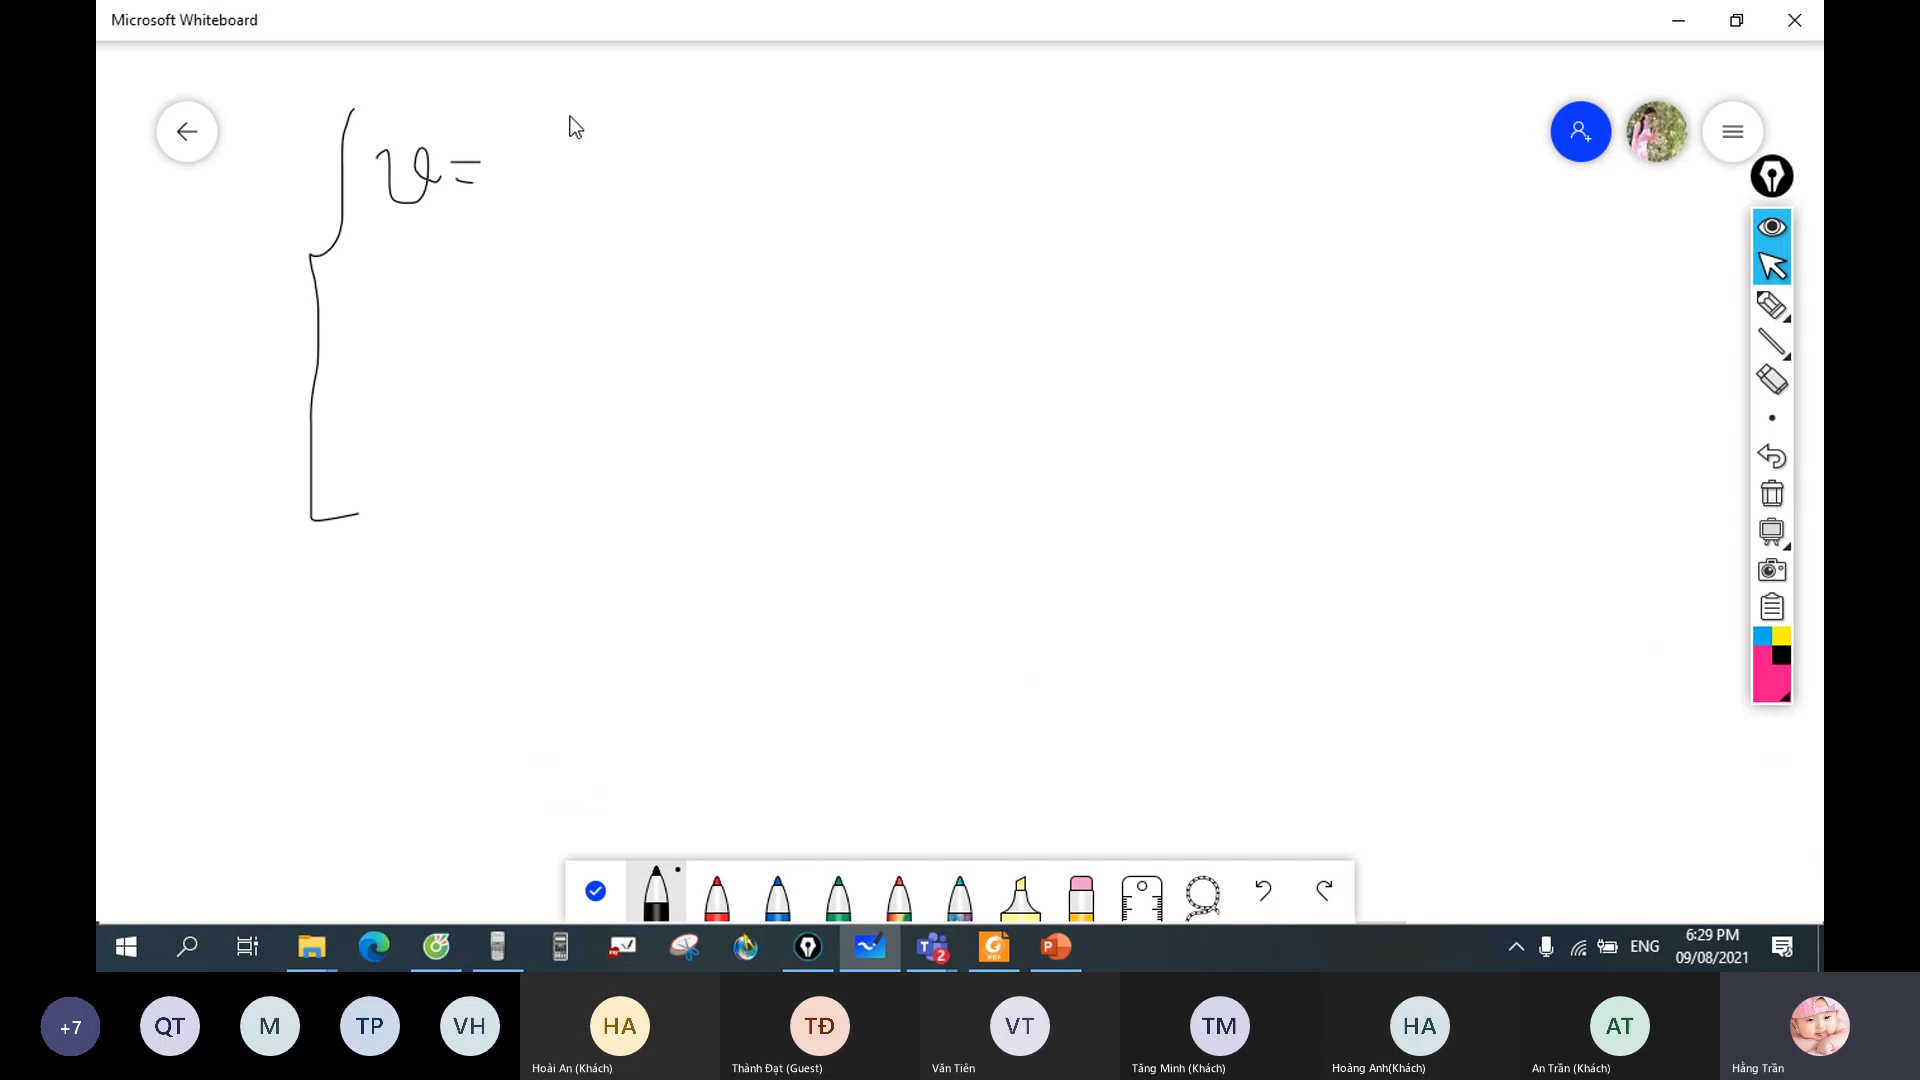 Microsoft Whiteboard
v=
2
ENG
6:29 PM
09/08/2021
+7
QT
M
TP
VH
HA
TĐ
VT
TM
HA
AT
Hoài An (Khách)
Thành Đạt (Guest)
Văn Tiên
Tăng Minh (Khách)
Hoàng Anh(Khách)
An Trần (Khách)
Hằng Trần